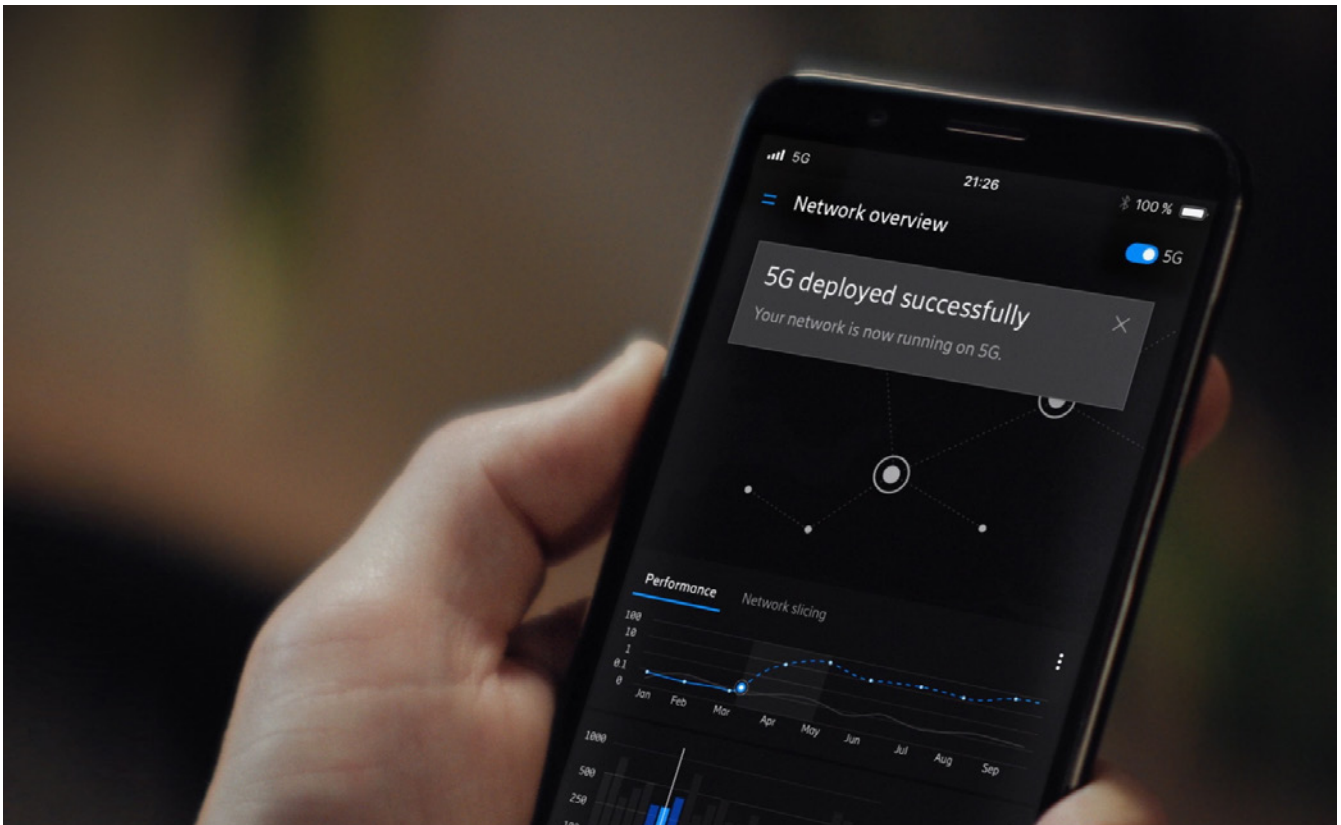 5G
21:26
100 %
Network overview
5G
5G deployed successfully
Your network is now running on 5G.
Performance
Network slicing
100
10
1
0.1
0
Jan Feb Mar Apr May Jun Jul Aug Sep
1000
500
250